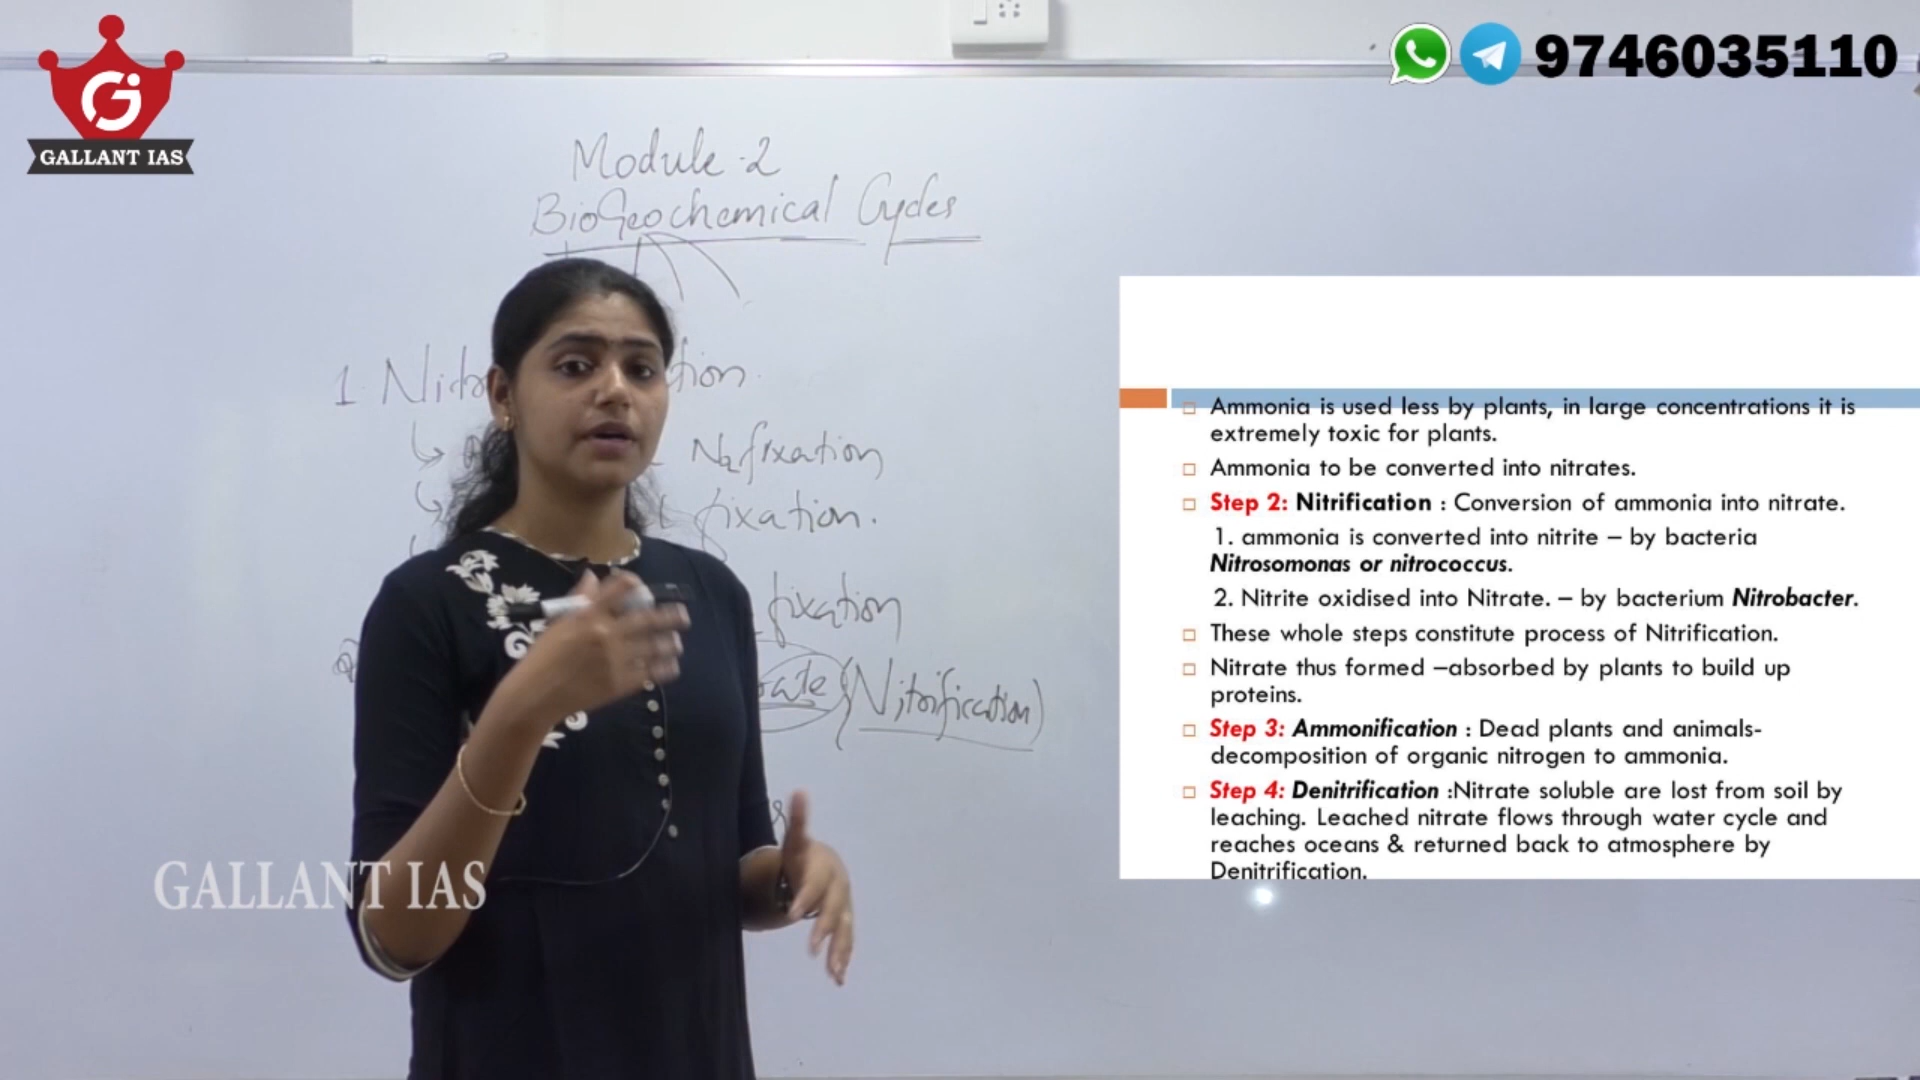 GALLANT IAS
9746035110
Module-2
BioGeochemical Cycles
1.
N2 fixation
fixation.
fixation
(Nitrification)
Ammonia is used less by plants, in large concentrations it is
extremely toxic for plants.
Ammonia to be converted into nitrates.
Step 2: Nitrification : Conversion of ammonia into nitrate.
1. ammonia is converted into nitrite – by bacteria
Nitrosomonas or nitrococcus.
2. Nitrite oxidised into Nitrate. – by bacterium Nitrobacter.
These whole steps constitute process of Nitrification.
Nitrate thus formed –absorbed by plants to build up
proteins.
Step 3: Ammonification : Dead plants and animals-
decomposition of organic nitrogen to ammonia.
Step 4: Denitrification :Nitrate soluble are lost from soil by
leaching. Leached nitrate flows through water cycle and
reaches oceans & returned back to atmosphere by
Denitrification.
GALLANT IAS